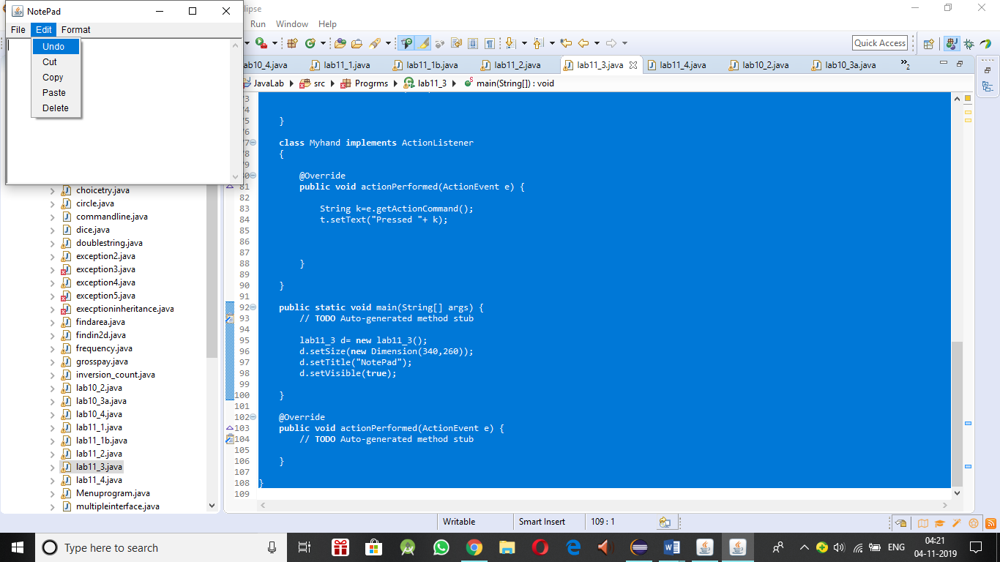 NotePad
File Edit Format
Undo
Cut
Copy
Paste
Delete
Run Window Help
Quick Access
lab10_4.java lab11_1.java lab11_1b.java lab11_2.java lab11_3.java lab11_4.java lab10_2.java lab10_3a.java »2
JavaLab src Progrms lab11_3 main(String[]) : void
}
class Myhand implements ActionListener
{
@Override
81 public void actionPerformed(ActionEvent e) {
82
83 String k=e.getActionCommand();
84 t.setText("Pressed "+ k);
85
86
87
88 }
89
90 }
91
92 public static void main(String[] args) {
93 // TODO Auto-generated method stub
94
95 lab11_3 d= new lab11_3();
96 d.setSize(new Dimension(340,260));
97 d.setTitle("NotePad");
98 d.setVisible(true);
99
100 }
101
102 @Override
103 public void actionPerformed(ActionEvent e) {
104 // TODO Auto-generated method stub
105
106 }
107
108 }
109
choicetry.java
circle.java
commandline.java
dice.java
doublestring.java
exception2.java
exception3.java
exception4.java
exception5.java
execptioninheritance.java
findarea.java
findin2d.java
frequency.java
grosspay.java
inversion_count.java
lab10_2.java
lab10_3a.java
lab10_4.java
lab11_1.java
lab11_1b.java
lab11_2.java
lab11_3.java
lab11_4.java
Menuprogram.java
multipleinterface.java
Writable Smart Insert 109 : 1
Type here to search
ENG
04:21
04-11-2019